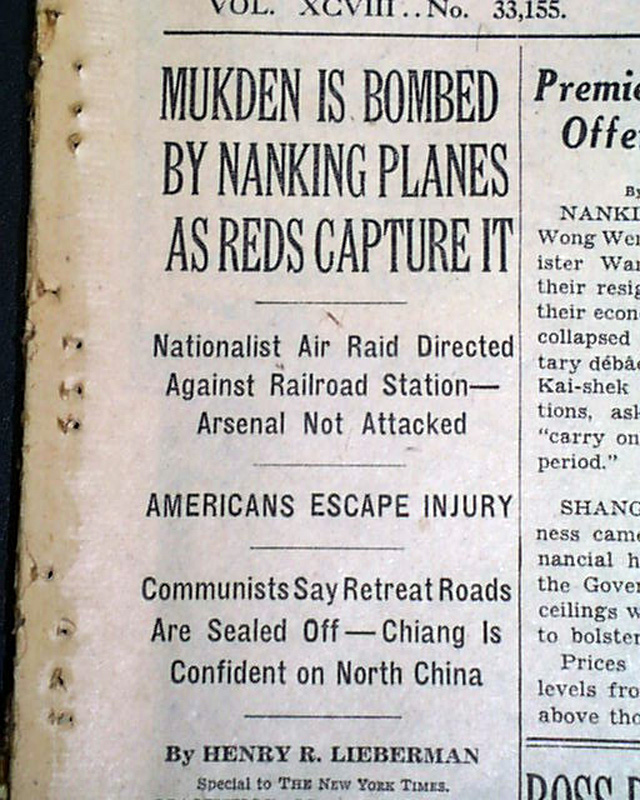 VOL. XCVIII..No. 33,155.
MUKDEN IS BOMBED
BY NANKING PLANES
AS REDS CAPTURE IT
Nationalist Air Raid Directed
Against Railroad Station—
Arsenal Not Attacked
AMERICANS ESCAPE INJURY
Communists Say Retreat Roads
Are Sealed Off — Chiang Is
Confident on North China
By HENRY R. LIEBERMAN
Special to THE NEW YORK TIMES.
Premie
Offe
By
NANKI
Wong Wen
ister Wan
their resig
their econ
collapsed
tary débâc
Kai-shek
tions, ask
"carry on
period."
SHANG
ness came
nancial h
the Gover
ceilings w
to bolster
Prices
levels fro
above tho